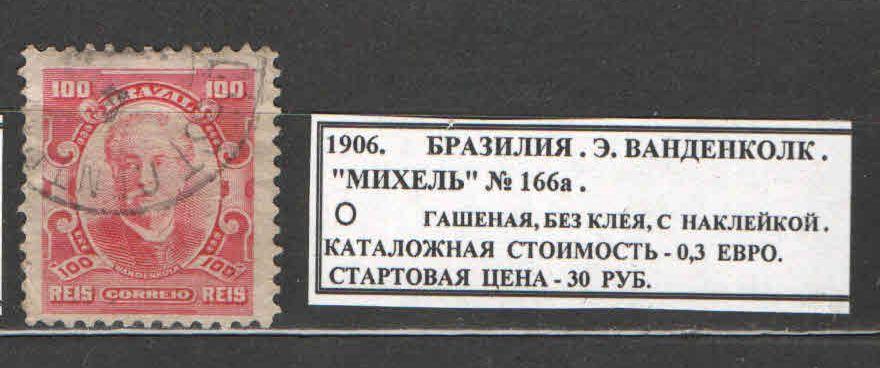 100 100
BRAZIL
100 100
WANDENKOLK
REIS CORREIO REIS
1906. БРАЗИЛИЯ . Э. ВАНДЕНКОЛК .
"МИХЕЛЬ" № 166а .
О ГАШЕНАЯ, БЕЗ КЛЕЯ, С НАКЛЕЙКОЙ .
КАТАЛОЖНАЯ СТОИМОСТЬ - 0,3 ЕВРО.
СТАРТОВАЯ ЦЕНА - 30 РУБ.